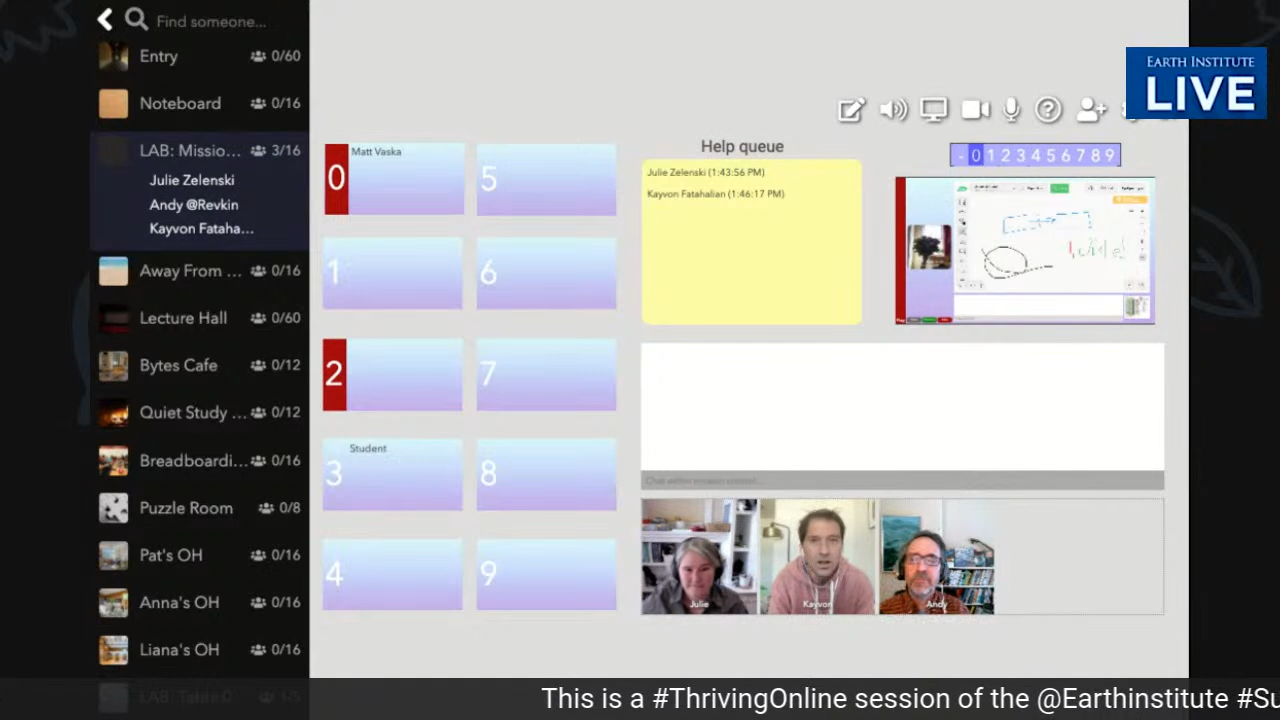 Find someone...
Entry 0/60
Noteboard 0/16
LAB: Missio... 3/16
Julie Zelenski
Andy @Revkin
Kayvon Fataha...
Away From ... 0/16
Lecture Hall 0/60
Bytes Cafe 0/12
Quiet Study ... 0/12
Breadboardi... 0/16
Puzzle Room 0/8
Pat's OH 0/16
Anna's OH 0/16
Liana's OH 0/16
EARTH INSTITUTE
LIVE
0 Matt Vaska
1
2
3 Student
4
5
6
7
8
9
Help queue
Julie Zelenski (1:43:56 PM)
Kayvon Fatahalian (1:46:17 PM)
- 0 1 2 3 4 5 6 7 8 9
Julie
Kayvon
Andy
This is a #ThrivingOnline session of the @Earthinstitute #Su